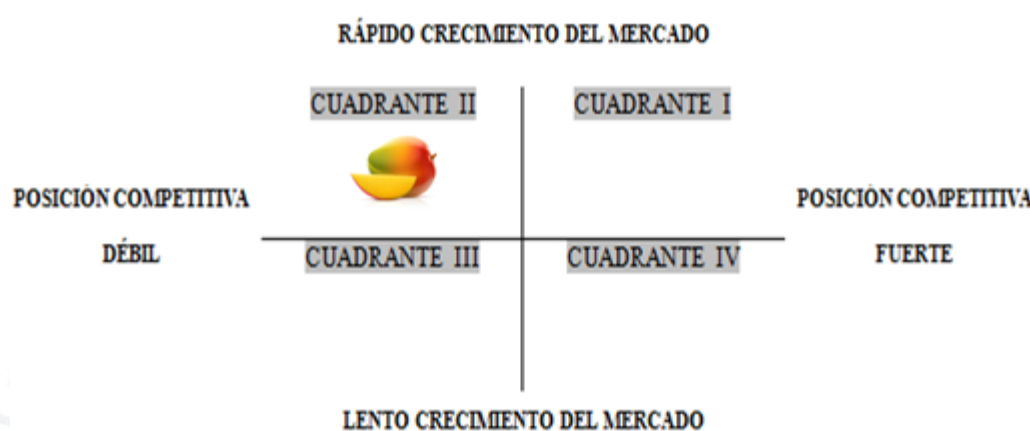 RÁPIDO CRECIMIENTO DEL MERCADO
CUADRANTE II
CUADRANTE I
POSICIÓN COMPETITIVA
DÉBIL
POSICIÓN COMPETITIVA
FUERTE
CUADRANTE III
CUADRANTE IV
LENTO CRECIMIENTO DEL MERCADO